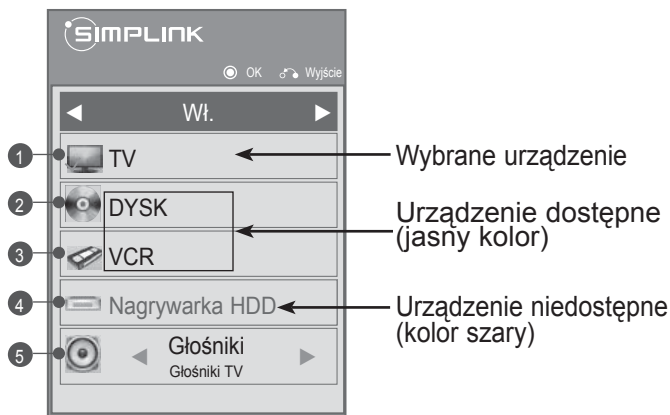 SIMPLINK
OK Wyjście
Wł.
1 TV
Wybrane urządzenie
2 DYSK
Urządzenie dostępne
(jasny kolor)
3 VCR
4 Nagrywarka HDD
Urządzenie niedostępne
(kolor szary)
5 Głośniki
Głośniki TV